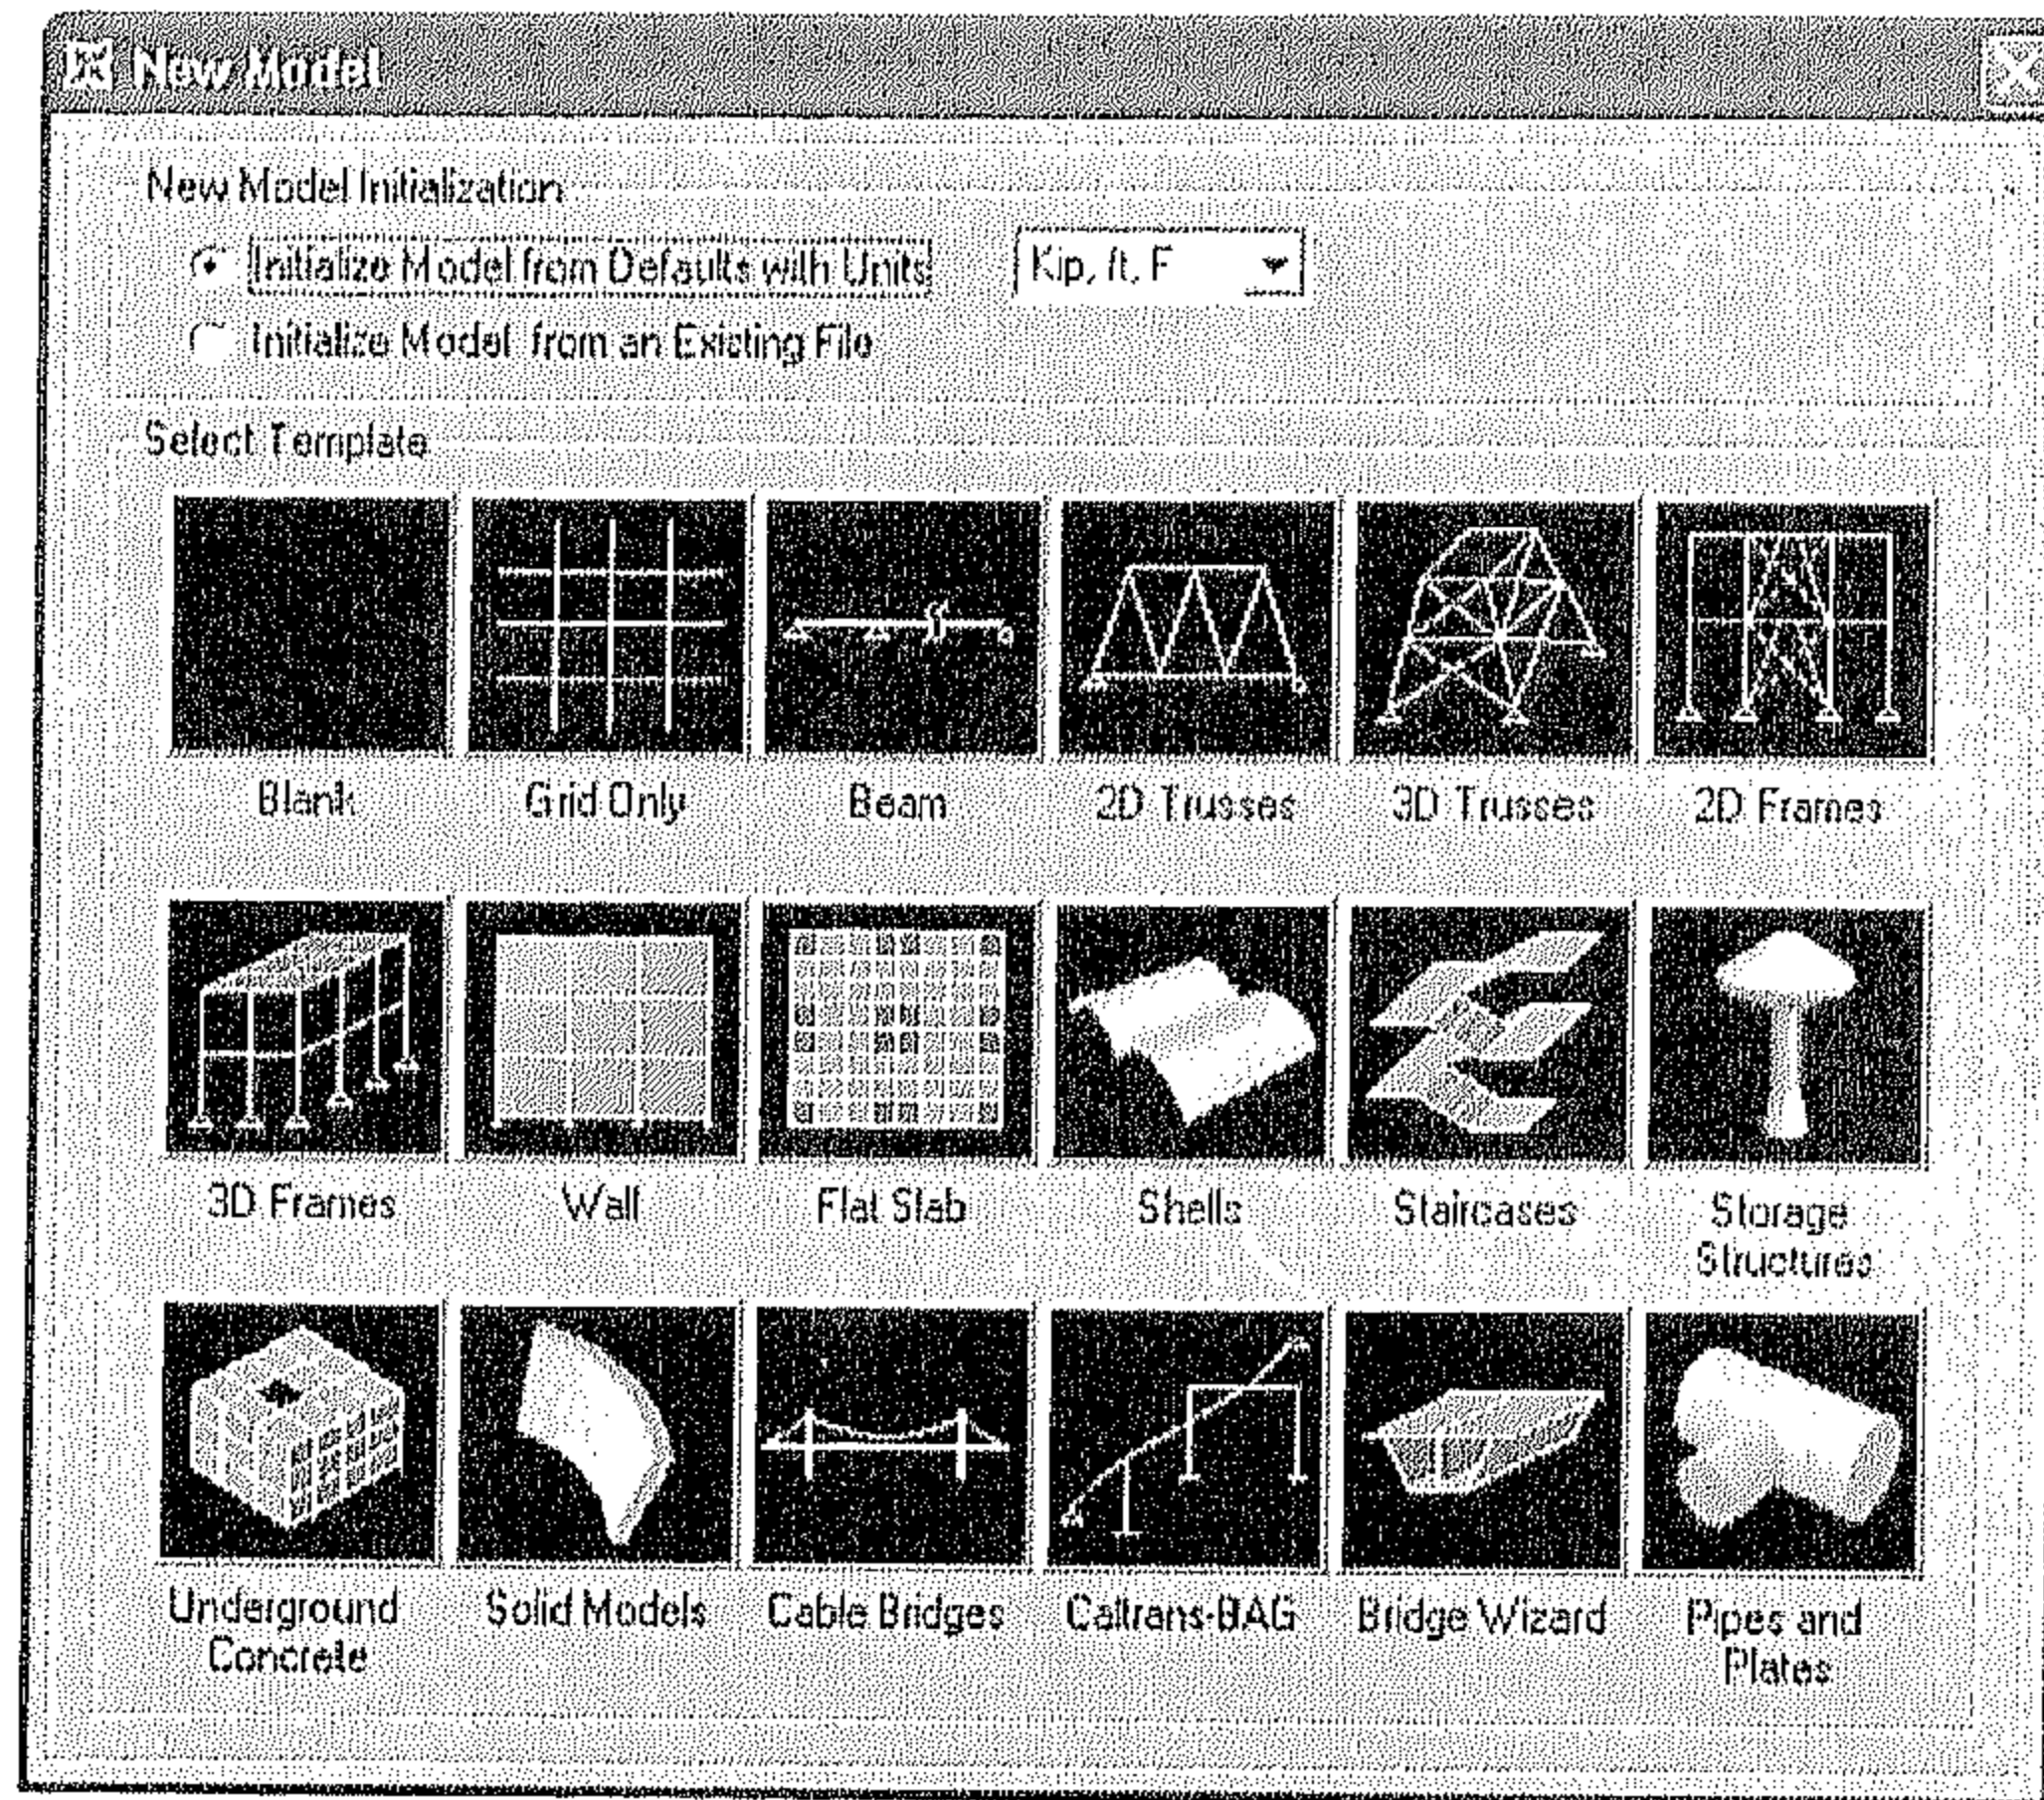 New Model
New Model Initialization
Initialize Model from Defaults with Units
Kip, ft, F
Initialize Model from an Existing File
Select Template
Blank
Grid Only
Beam
2D Trusses
3D Trusses
2D Frames
3D Frames
Wall
Flat Slab
Shells
Staircases
Storage
Structures
Underground
Concrete
Solid Models
Cable Bridges
Caltrans-BAG
Bridge Wizard
Pipes and
Plates